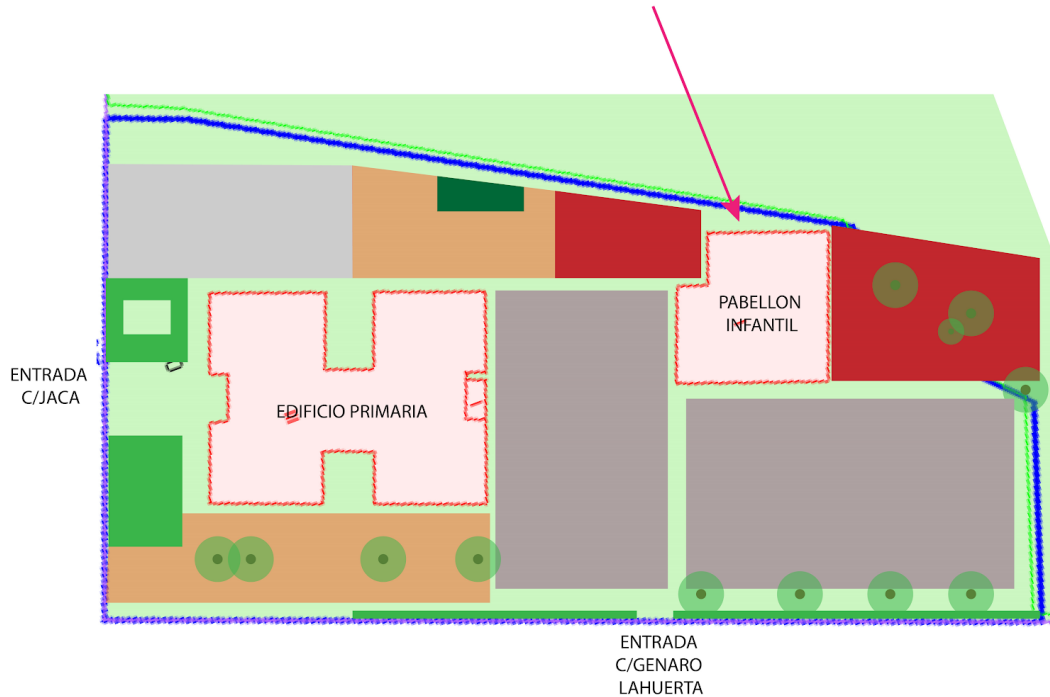 PABELLON
INFANTIL
ENTRADA
C/JACA
EDIFICIO PRIMARIA
ENTRADA
C/GENARO
LAHUERTA